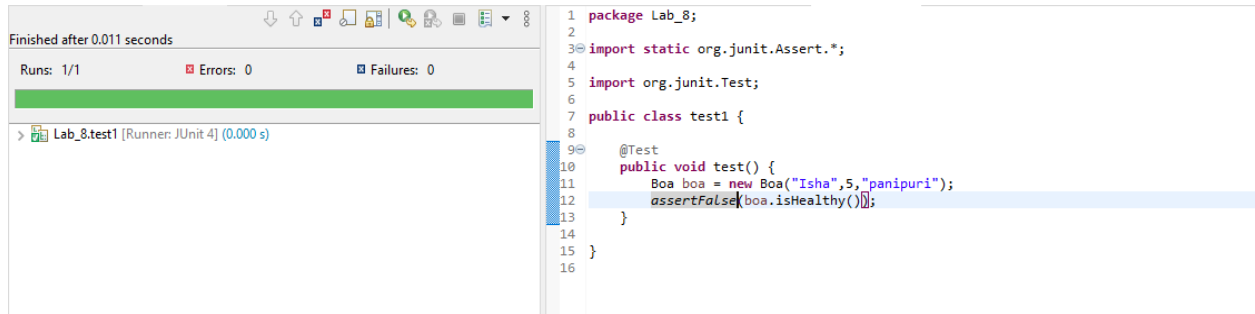 Finished after 0.011 seconds
Runs: 1/1 Errors: 0 Failures: 0
Lab_8.test1 [Runner: JUnit 4] (0.000 s)
1 package Lab_8;
2
3 import static org.junit.Assert.*;
4
5 import org.junit.Test;
6
7 public class test1 {
8
9 @Test
10 public void test() {
11 Boa boa = new Boa("Isha",5,"panipuri");
12 assertFalse(boa.isHealthy());
13 }
14
15 }
16